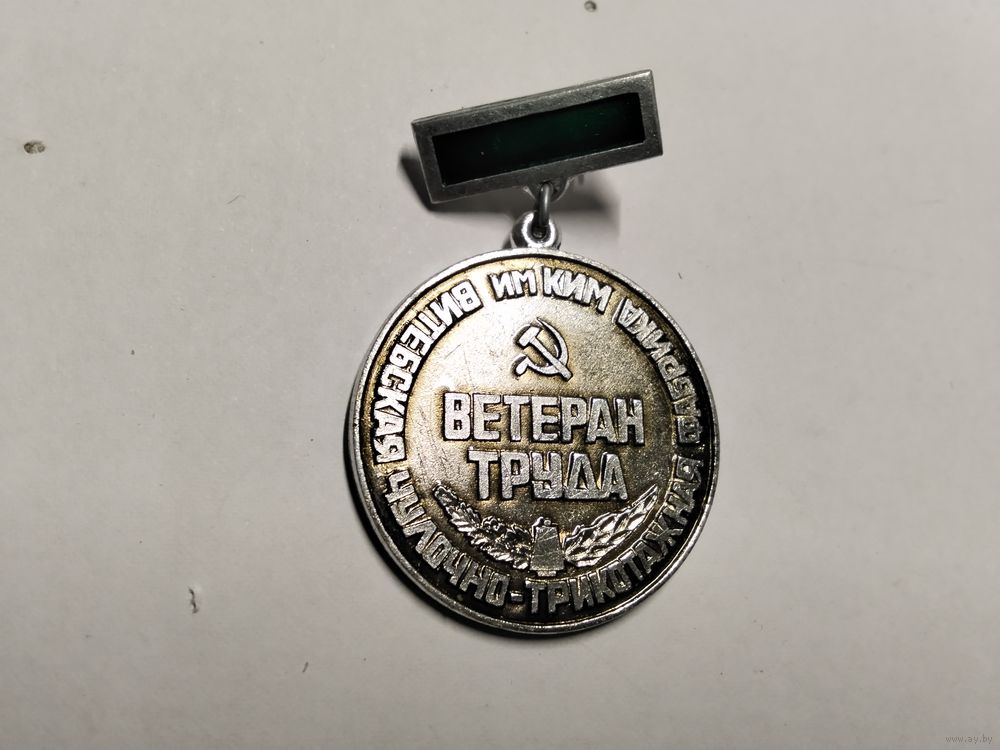 ВИТЕБСКАЯ ЧУЛОЧНО-ТРИКОТАЖНАЯ ФАБРИКА
ИМ КИМ
ВЕТЕРАН
ТРУДА
www.ay.by